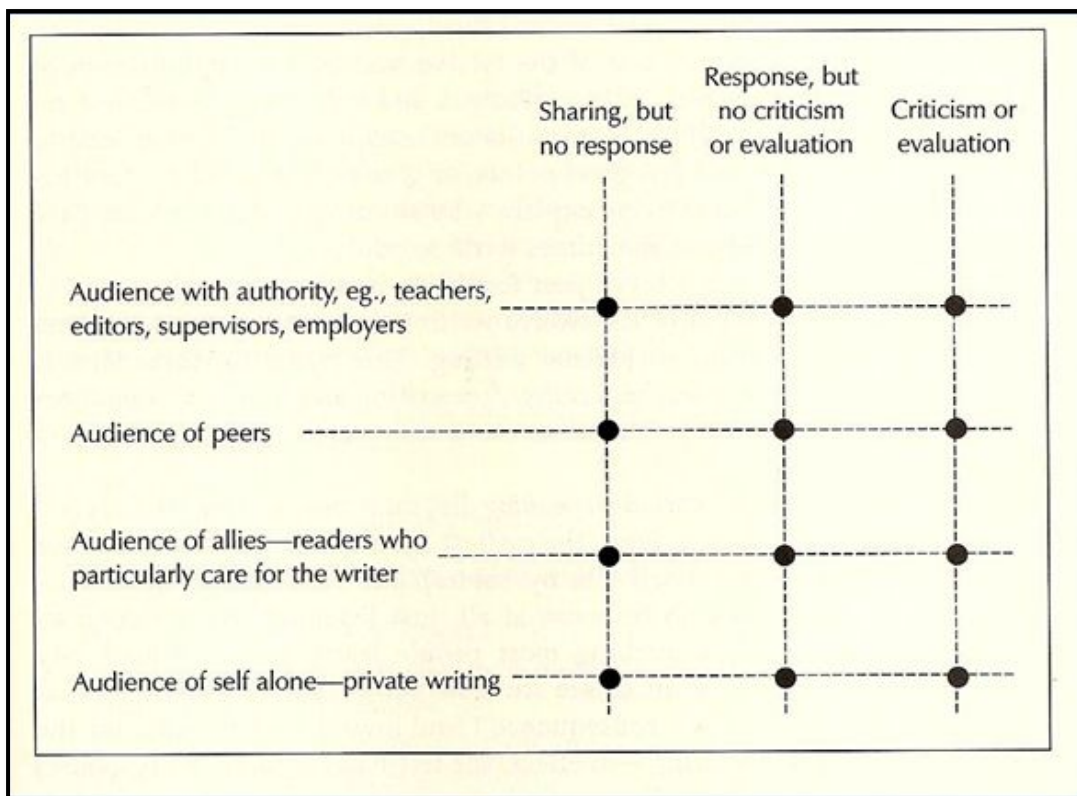 Sharing, but
no response
Response, but
no criticism
or evaluation
Criticism or
evaluation
Audience with authority, eg., teachers,
editors, supervisors, employers
Audience of peers
Audience of allies—readers who
particularly care for the writer
Audience of self alone—private writing